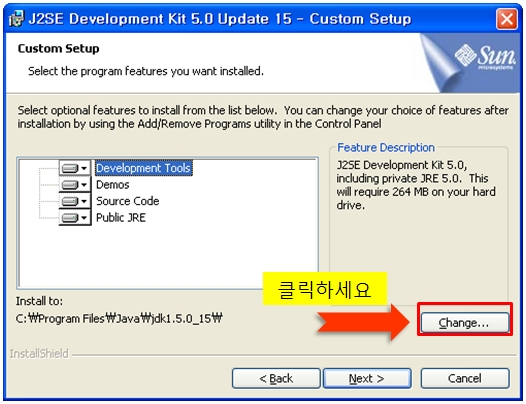 J2SE Development Kit 5.0 Update 15 - Custom Setup
Custom Setup
Select the program features you want installed.
Sun
microsystems
Select optional features to install from the list below. You can change your choice of features after
installation by using the Add/Remove Programs utility in the Control Panel
Development Tools
Demos
Source Code
Public JRE
Feature Description
J2SE Development Kit 5.0,
including private JRE 5.0. This
will require 264 MB on your hard
drive.
클릭하세요
Install to:
C:₩Program Files₩Java₩jdk1.5.0_15₩
Change...
InstallShield
< Back
Next >
Cancel